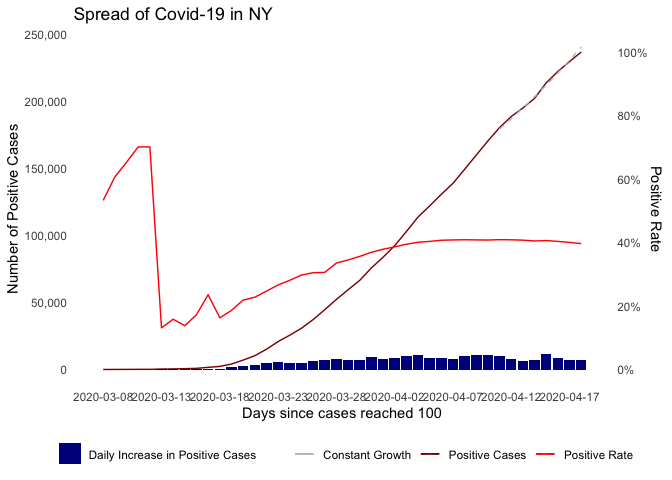 Spread of Covid-19 in NY
250,000
200,000
150,000
100,000
50,000
0
Number of Positive Cases
100%
80%
60%
40%
20%
0%
Positive Rate
2020-03-08 2020-03-13 2020-03-18 2020-03-23 2020-03-28 2020-04-02 2020-04-07 2020-04-12 2020-04-17
Days since cases reached 100
Daily Increase in Positive Cases Constant Growth Positive Cases Positive Rate